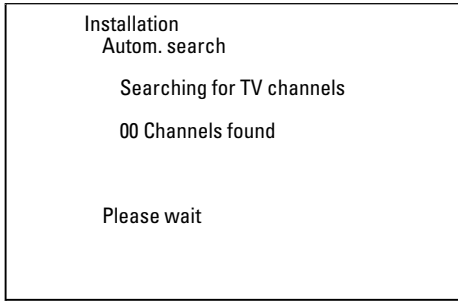 Installation
Autom. search
Searching for TV channels
00 Channels found
Please wait